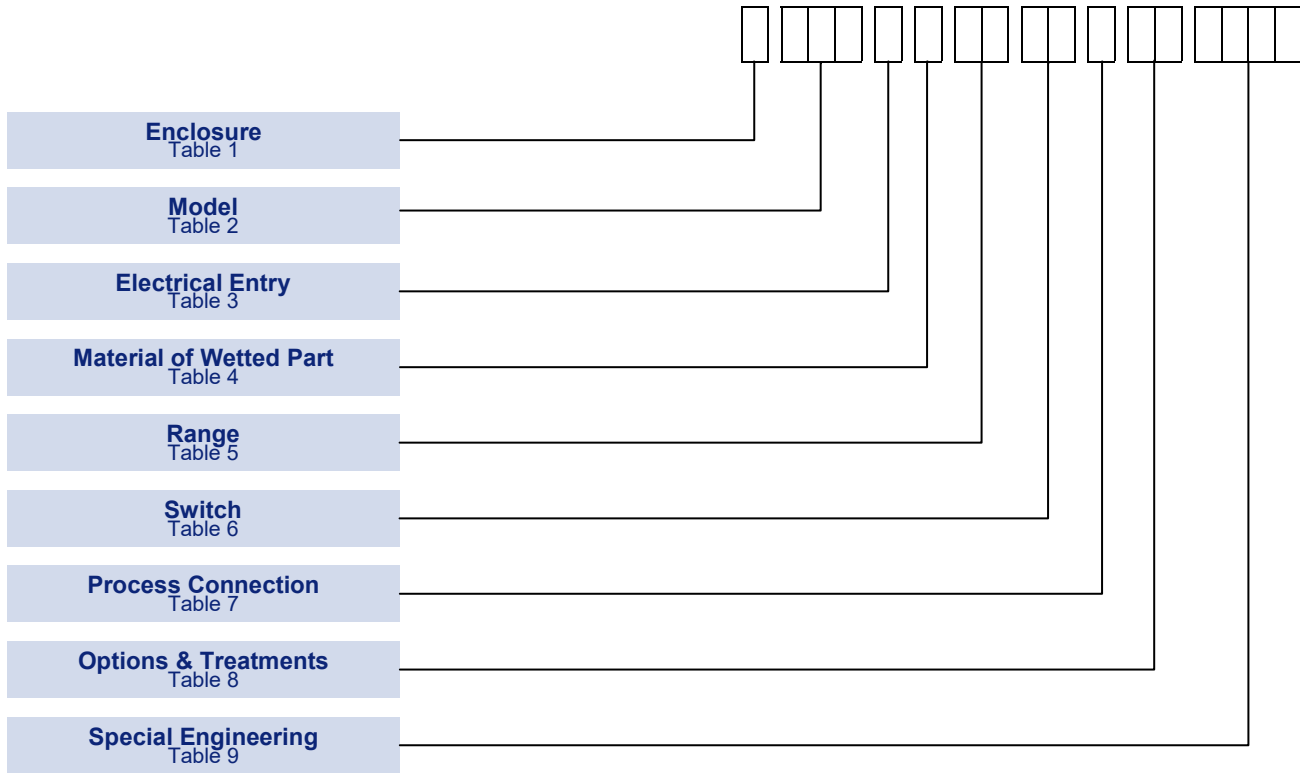 Enclosure
Table 1
Model
Table 2
Electrical Entry
Table 3
Material of Wetted Part
Table 4
Range
Table 5
Switch
Table 6
Process Connection
Table 7
Options & Treatments
Table 8
Special Engineering
Table 9